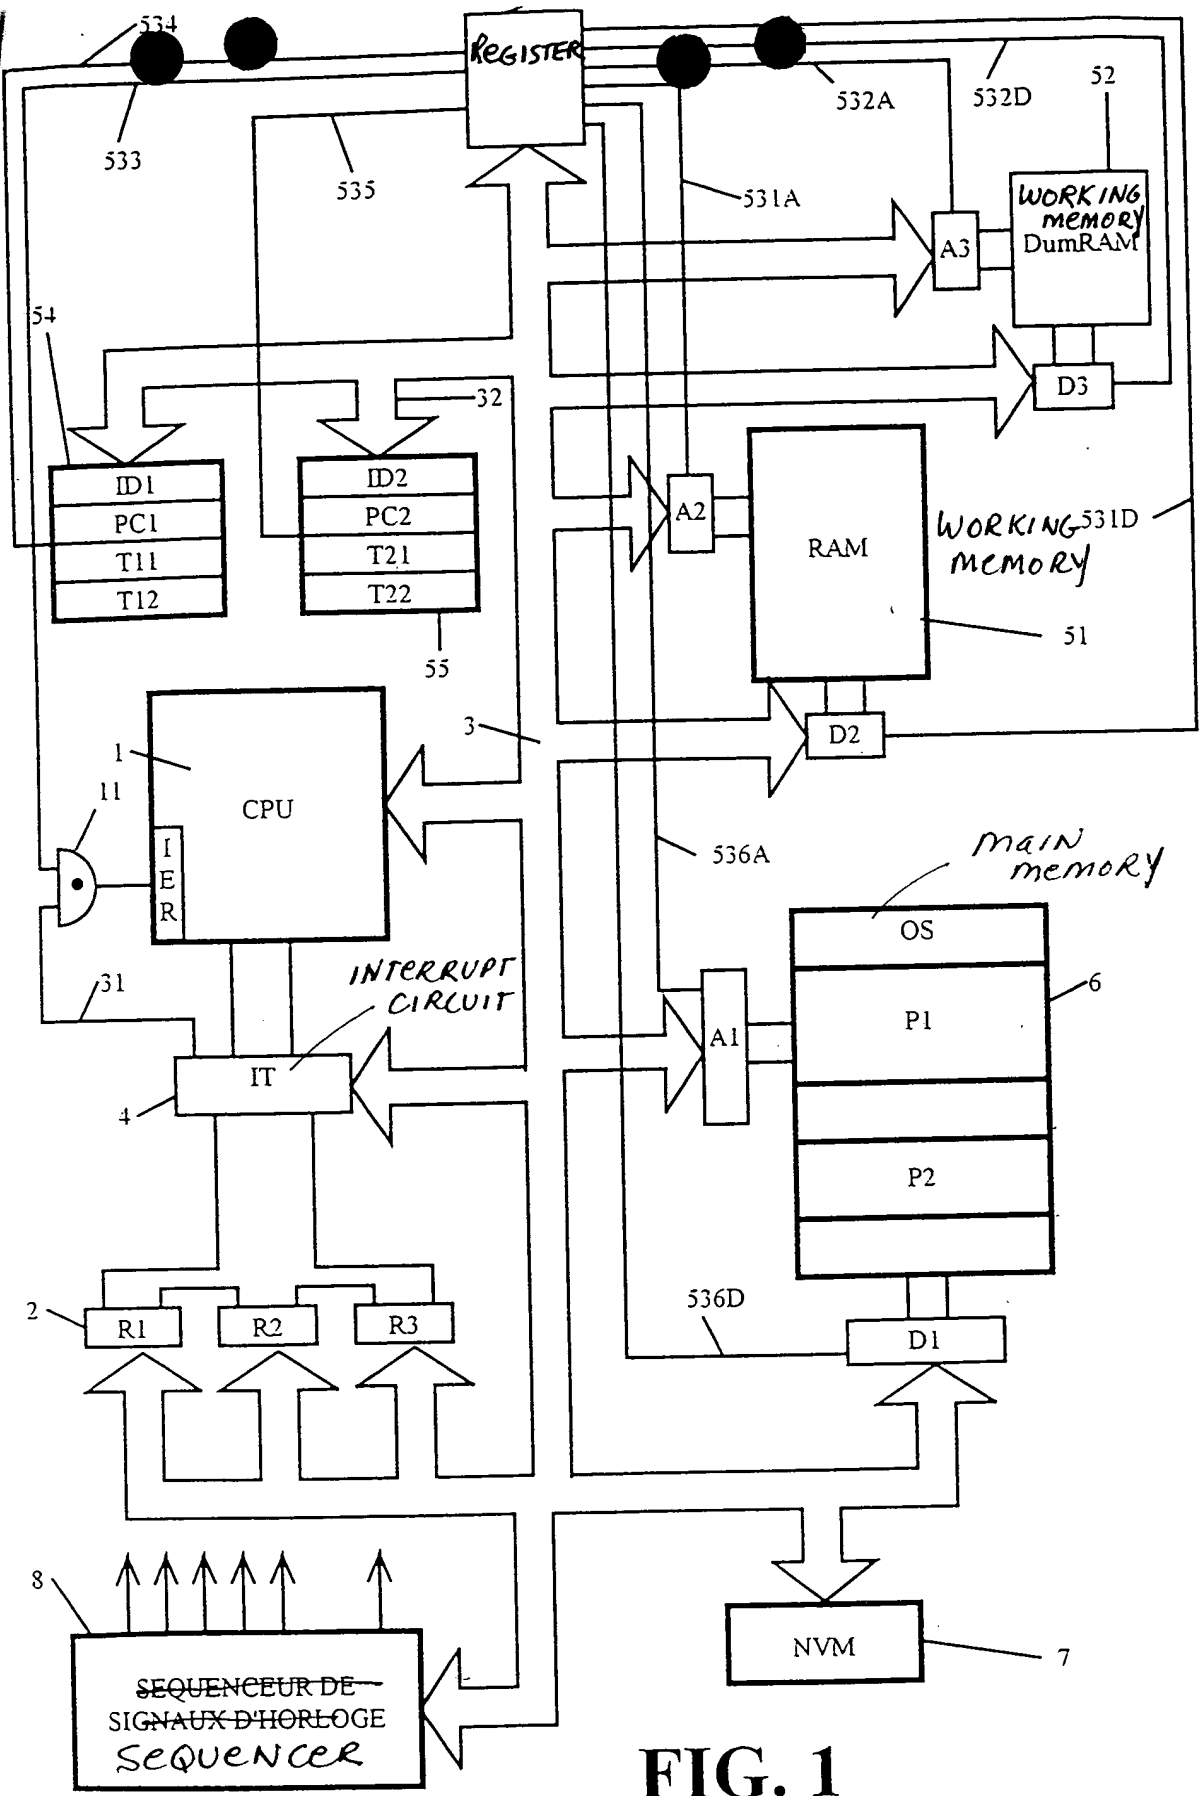 534
REGISTER
52
532A
532D
533
535
531A
WORKING
MEMORY
DumRAM
A3
54
D3
32
ID1
PC1
T11
T12
ID2
PC2
T21
T22
A2
RAM
WORKING
MEMORY
531D
51
55
3
D2
1
11
CPU
IER
536A
MAIN
MEMORY
OS
P1
P2
6
31
INTERRUPT
CIRCUIT
A1
IT
4
536D
2
R1
R2
R3
D1
8
SEQUENCEUR DE
SIGNAUX D'HORLOGE
SEQUENCER
NVM
7
FIG. 1